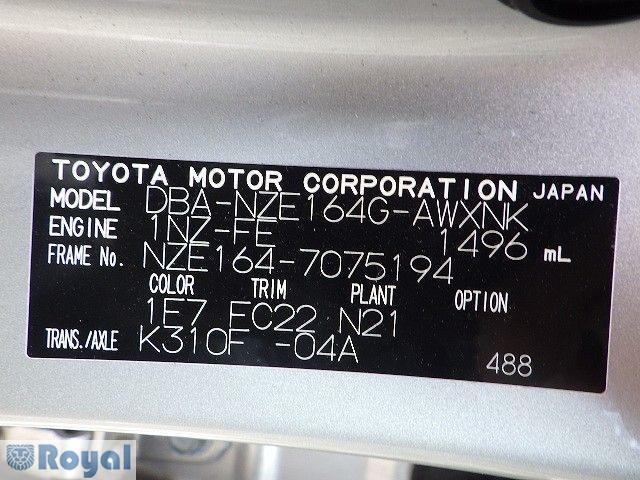 TOYOTA MOTOR CORPORATION JAPAN
MODEL DBA-NZE164G-AWXNK
ENGINE 1NZ-FE 1496 mL
FRAME No. NZE164-7075194
COLOR TRIM PLANT OPTION
1E7 FC22 N21
TRANS./AXLE K310F -04A
488
Royal